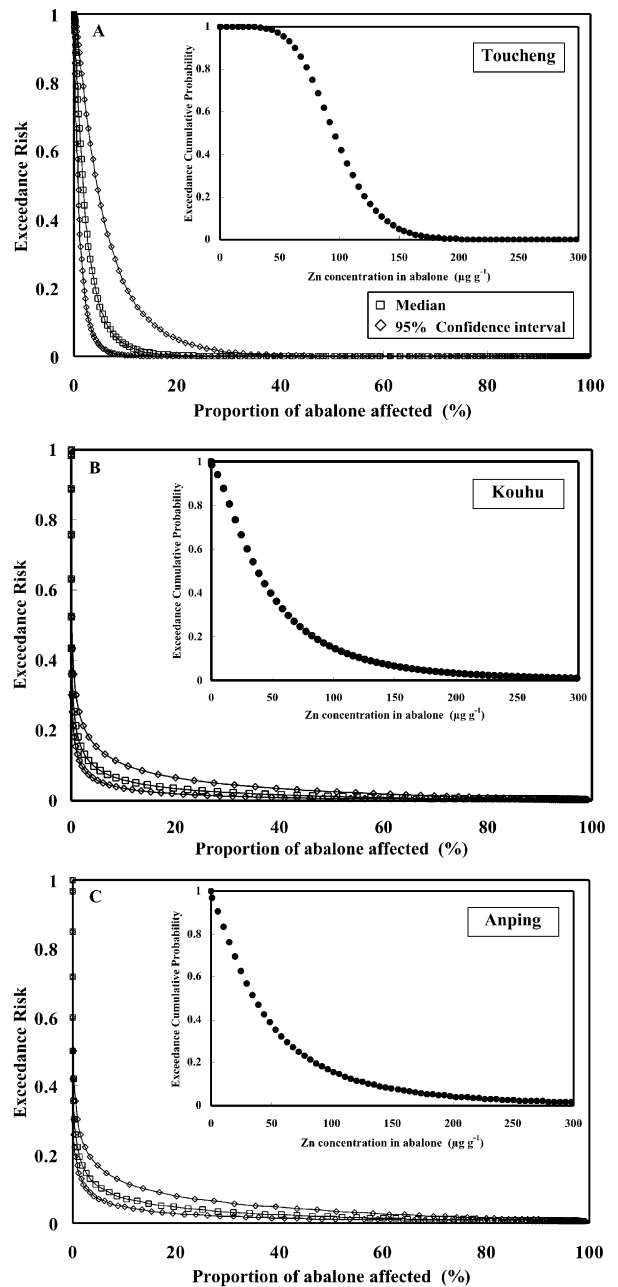 A
Toucheng
Exceedance Risk
1
0.8
0.6
0.4
0.2
0
Exceedance Cumulative Probability
1
0.8
0.6
0.4
0.2
0
0 50 100 150 200 250 300
Zn concentration in abalone (µg g-1)
Median
95% Confidence interval
0 20 40 60 80 100
Proportion of abalone affected (%)
B
Kouhu
Exceedance Risk
1
0.8
0.6
0.4
0.2
0
Exceedance Cumulative Probability
1
0.8
0.6
0.4
0.2
0
0 50 100 150 200 250 300
Zn concentration in abalone (µg g-1)
0 20 40 60 80 100
Proportion of abalone affected (%)
C
Anping
Exceedance Risk
1
0.8
0.6
0.4
0.2
0
Exceedance Cumulative Probability
1
0.8
0.6
0.4
0.2
0
0 50 100 150 200 250 300
Zn concentration in abalone (µg g-1)
0 20 40 60 80 100
Proportion of abalone affected (%)